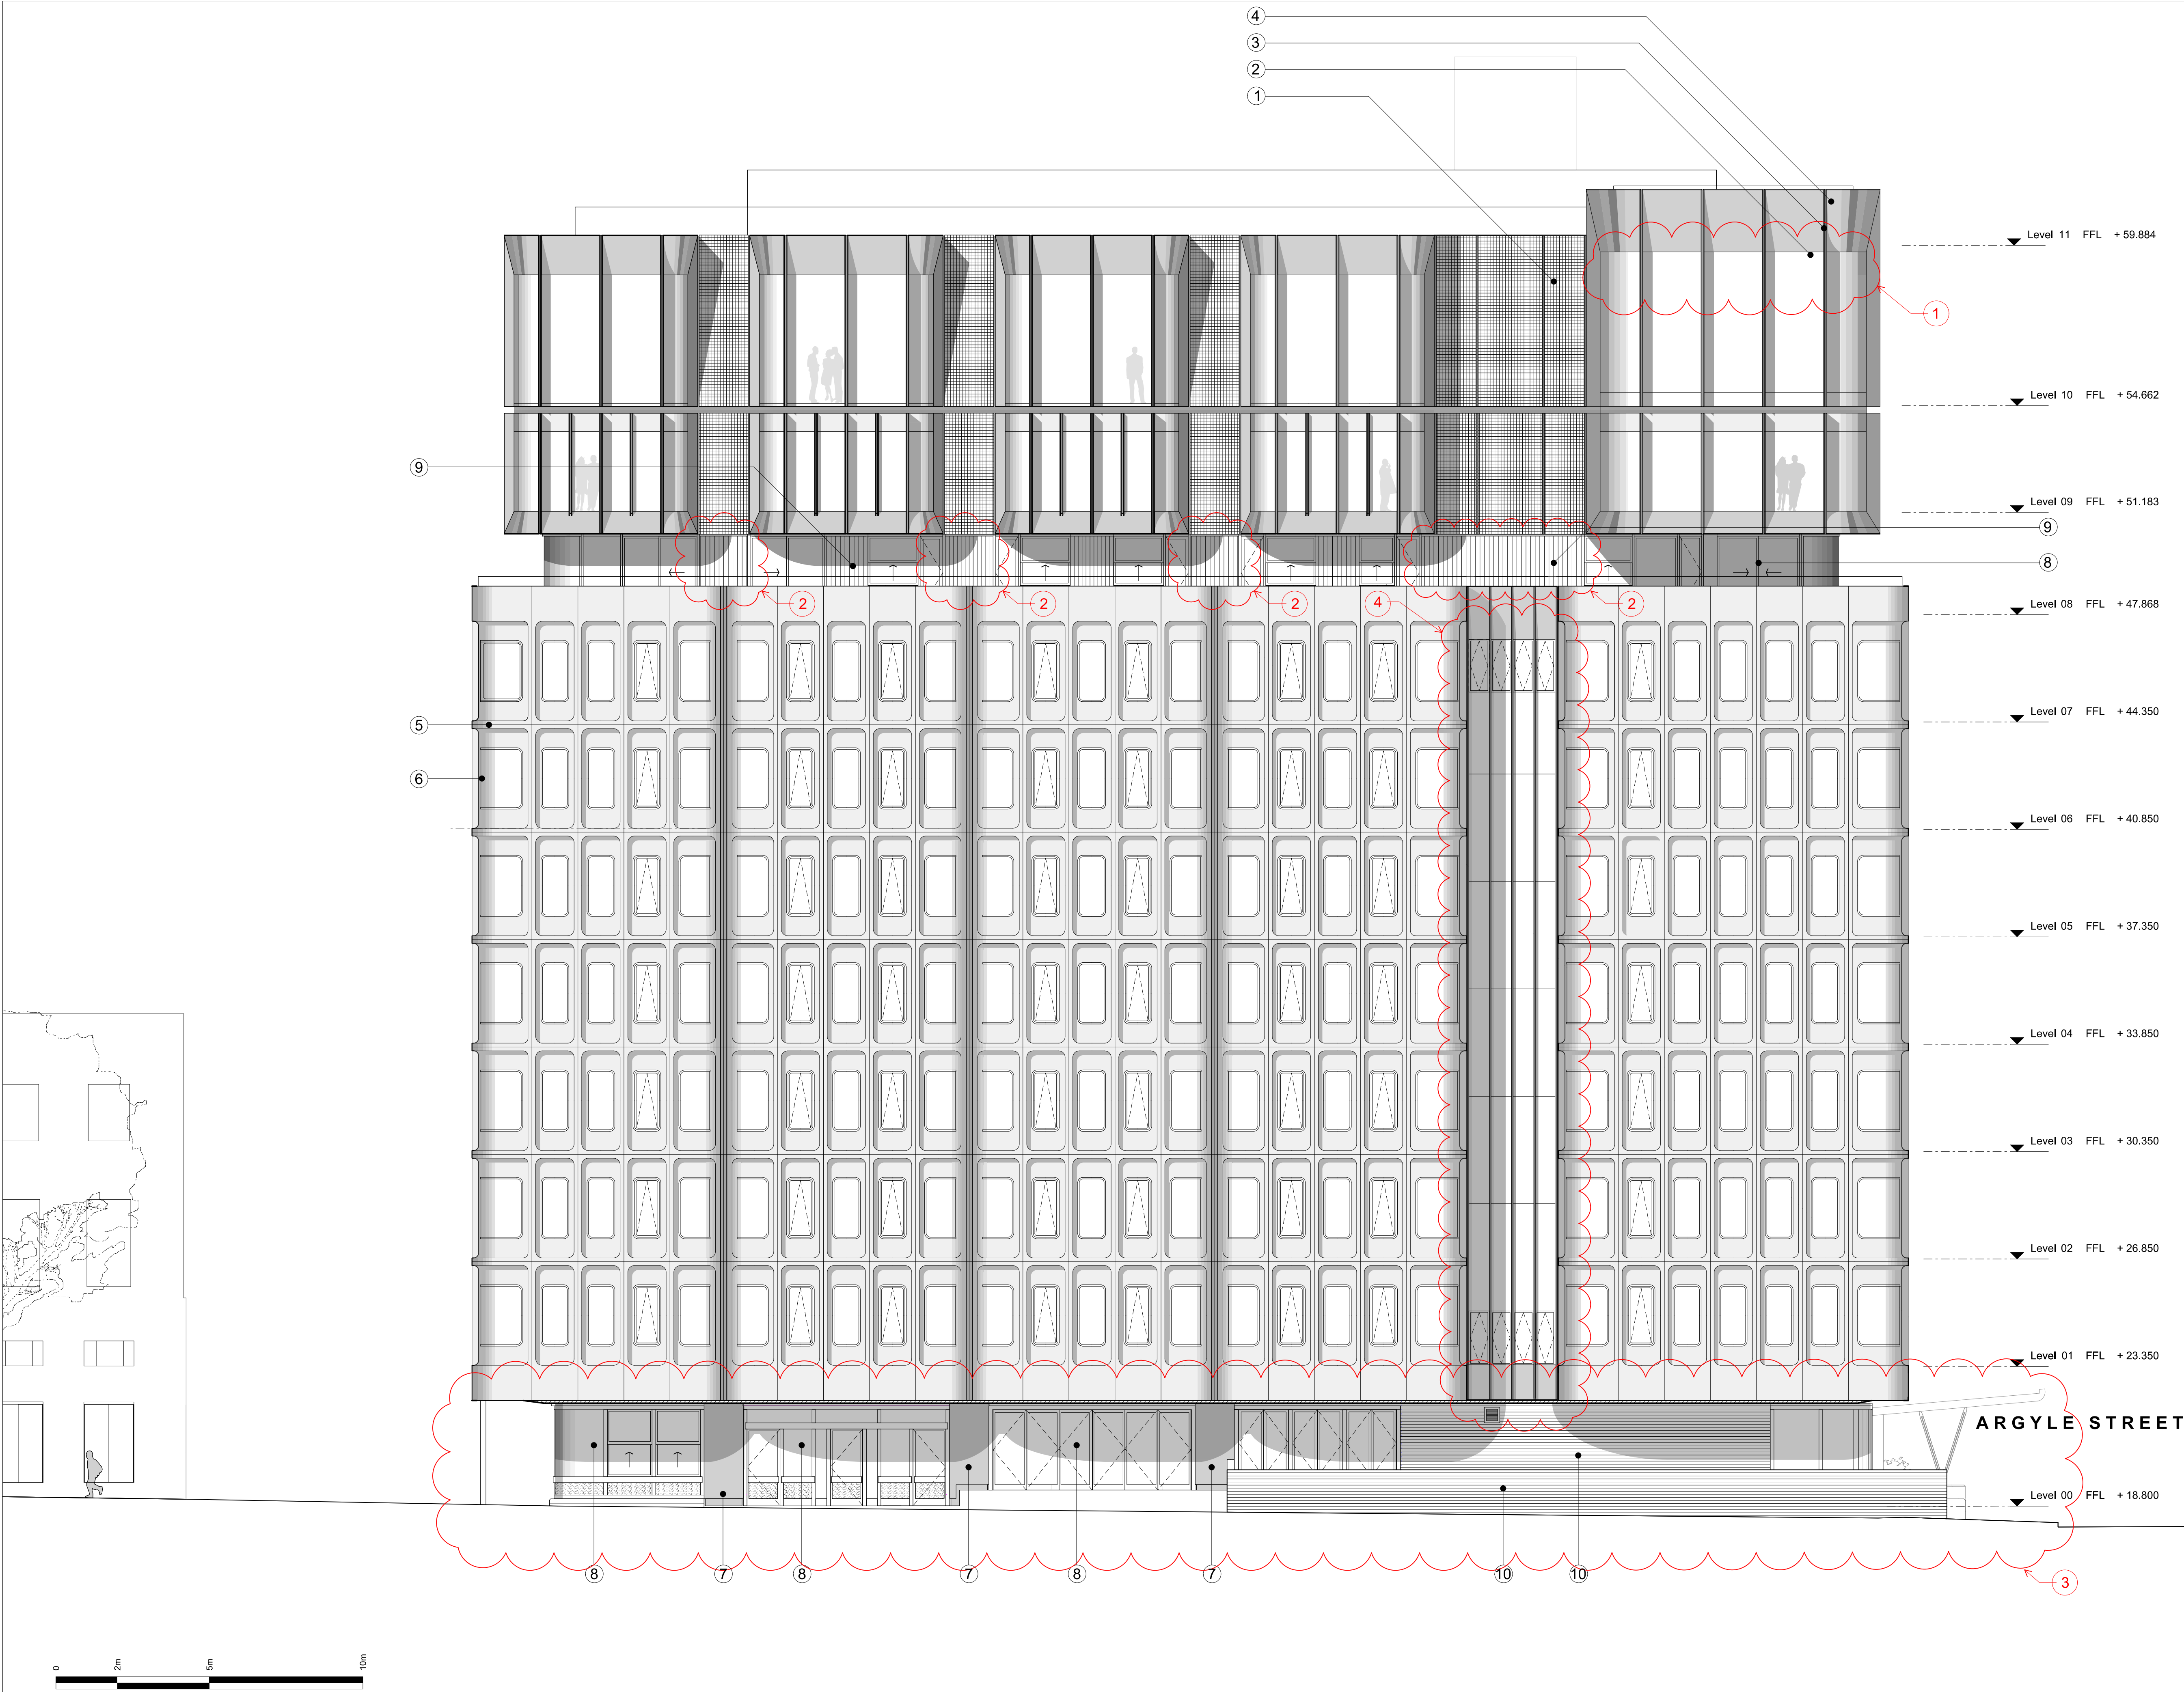 4
3
2
1
Level 11 FFL + 59.884
1
Level 10 FFL + 54.662
9
Level 09 FFL + 51.183
9
8
2
2
2
4
2
Level 08 FFL + 47.868
5
Level 07 FFL + 44.350
6
Level 06 FFL + 40.850
Level 05 FFL + 37.350
Level 04 FFL + 33.850
Level 03 FFL + 30.350
Level 02 FFL + 26.850
Level 01 FFL + 23.350
ARGYLE STREET
Level 00 FFL + 18.800
8
7
8
7
8
7
10
10
3
0
2m
5m
10m